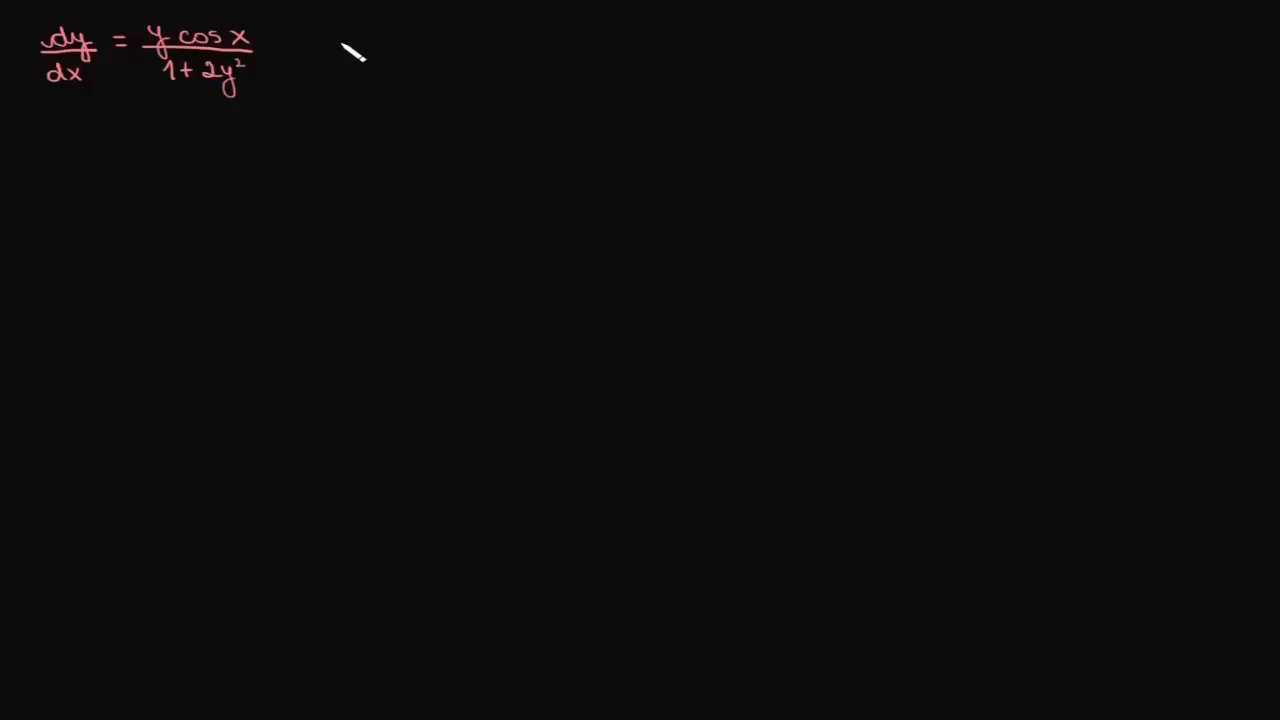 dy/dx = y cos x / 1 + 2y²